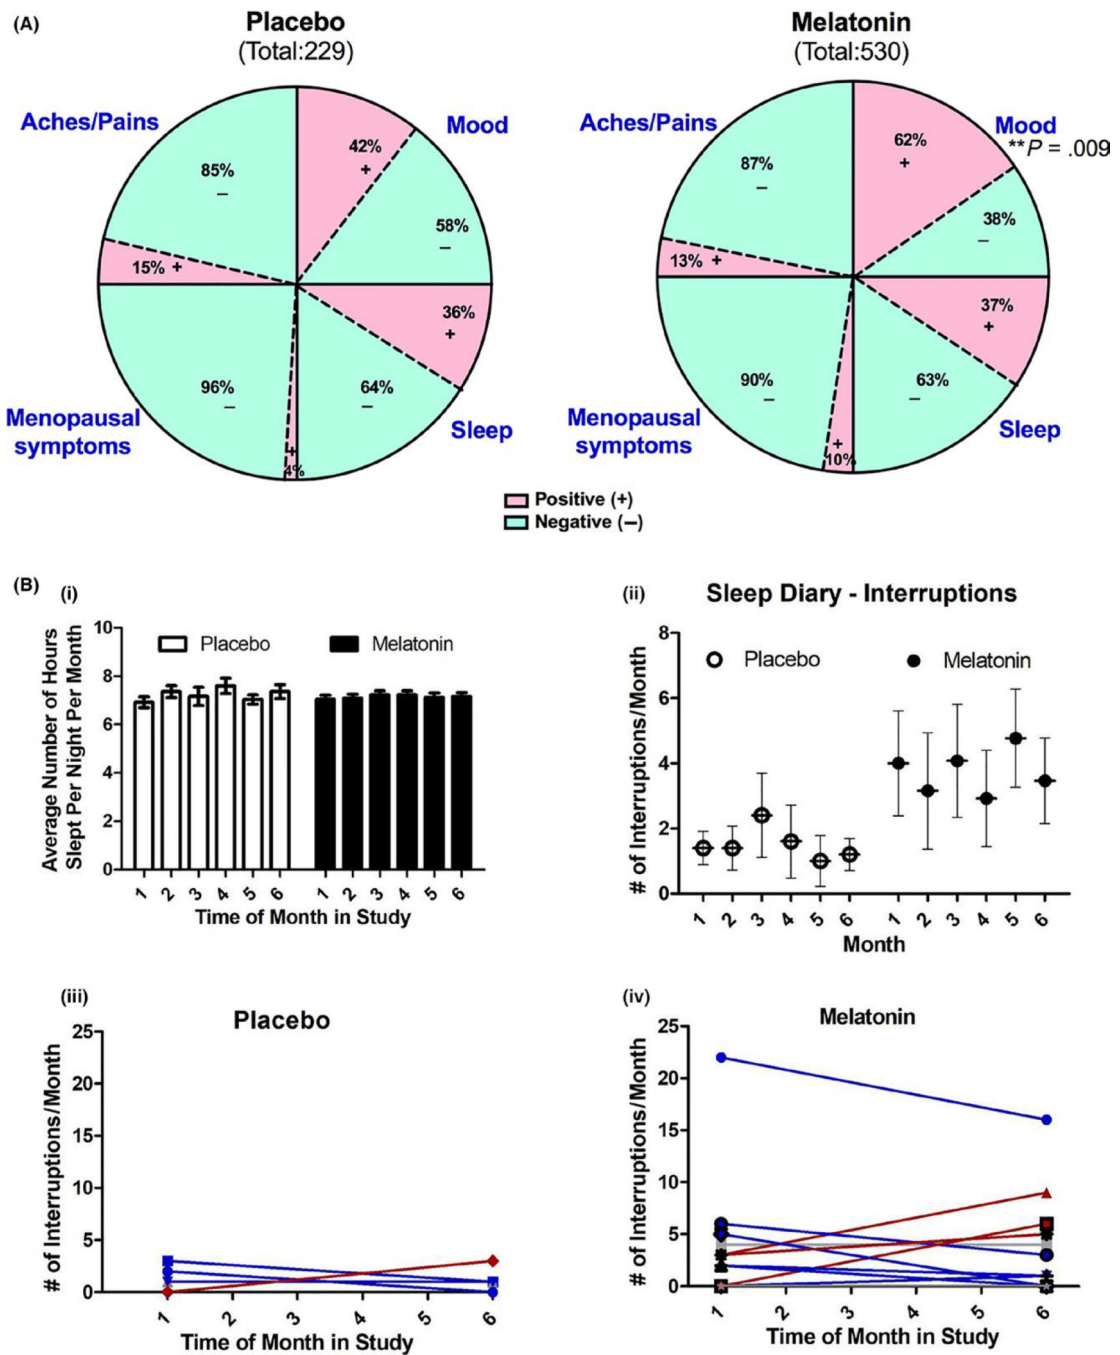 (A)
Placebo
(Total:229)
Melatonin
(Total:530)
Aches/Pains
Mood
42%
+
85%
–
58%
–
15% +
36%
+
96%
–
64%
–
Menopausal
symptoms
+
4%
Sleep
Aches/Pains
Mood
**P = .009
62%
+
87%
–
38%
–
13% +
37%
+
90%
–
63%
–
Menopausal
symptoms
+
10%
Sleep
Positive (+)
Negative (–)
(B)
(i)
Average Number of Hours
Slept Per Night Per Month
10
8
6
4
2
0
Placebo
Melatonin
1 2 3 4 5 6 1 2 3 4 5 6
Time of Month in Study
(ii)
Sleep Diary - Interruptions
# of Interruptions/Month
8
6
4
2
0
Placebo
Melatonin
1 2 3 4 5 6 1 2 3 4 5 6
Month
(iii)
Placebo
# of Interruptions/Month
25
20
15
10
5
0
1 2 3 4 5 6
Time of Month in Study
(iv)
Melatonin
# of Interruptions/Month
25
20
15
10
5
0
1 2 3 4 5 6
Time of Month in Study